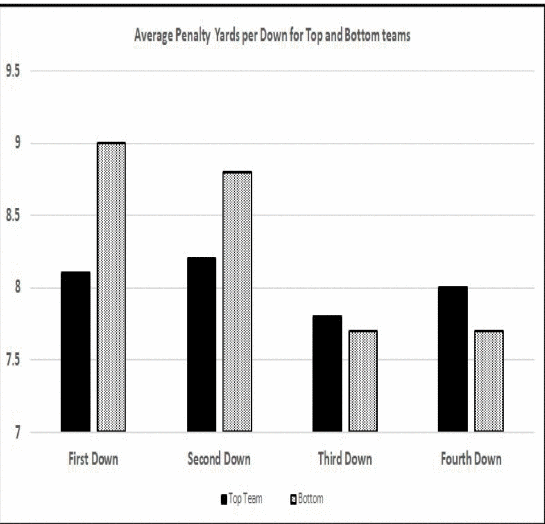 Average Penalty Yards per Down for Top and Bottom teams
9.5
9
8.5
8
7.5
7
First Down Second Down Third Down Fourth Down
Top Team Bottom